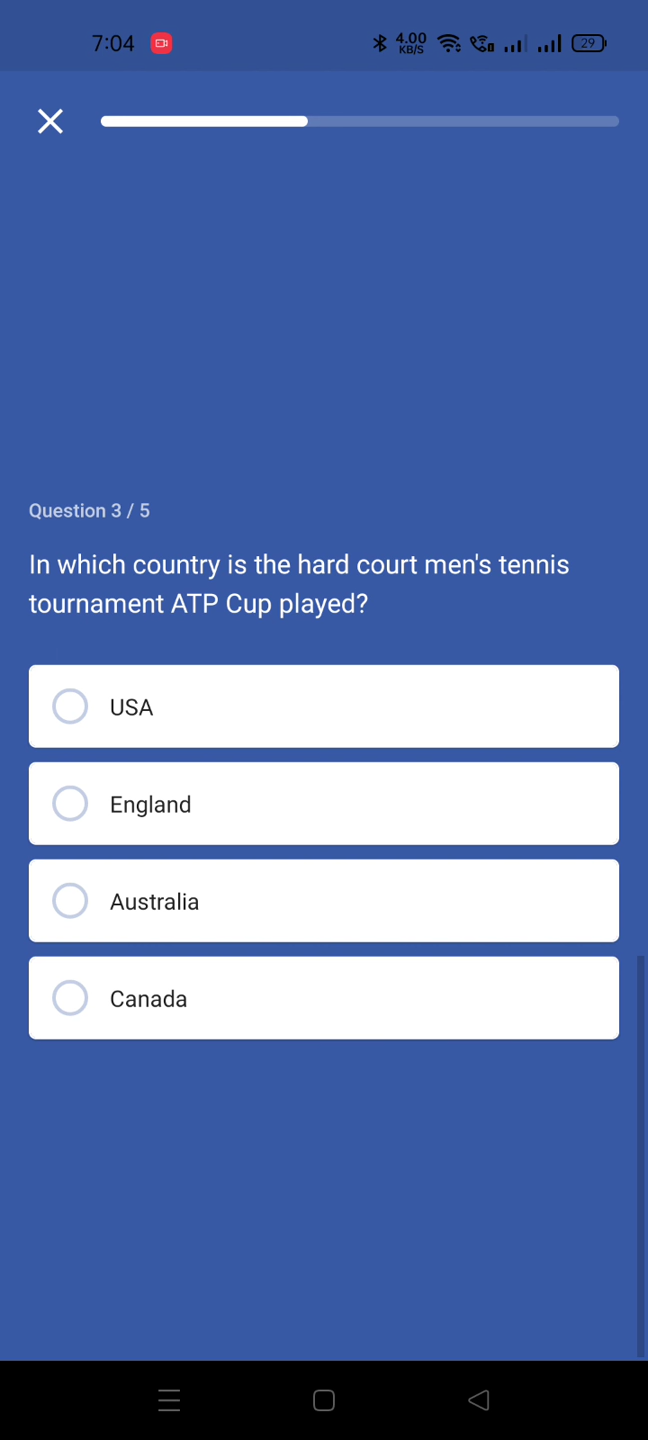 7:04 4.00 KB/S 29
Question 3 / 5
In which country is the hard court men's tennis
tournament ATP Cup played?
USA
England
Australia
Canada